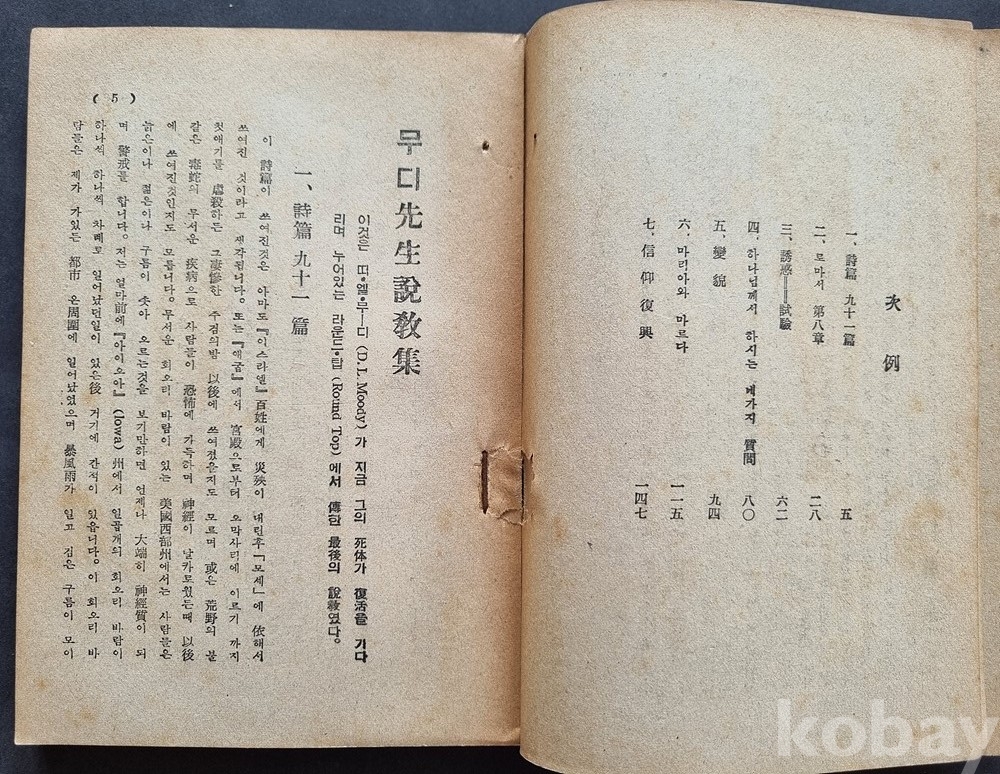 次例
一、詩篇 九十一篇 五
二、로마서 第八章 二八
三、誘惑══試驗 六二
四、하나님께서 하시는 네가지 質問 八〇
五、變貌 九四
六、마리아와 마르다 一一五
七、信仰復興 一四七
무디先生說敎集
이것은 띠•엘•무—디 (D.L. Moody) 가 지금 그의 死体가 復活을 기다
리며 누어있는 라운드•탑 (Round Top) 에서 傳한 最後의 說敎였다。
一、詩篇 九十一篇
이 詩篇이 쓰여진것은 아마도『이스라엘』百姓에게 災殃이 내린후「모세」에 依해서
쓰여진 것이라고 생각됩니다。또는『애굽』에서 宮殿으로부터 오막사리에 이르기 까지
첫애기를 虐殺하든 그 凄慘한 주검의밤 以後에 쓰여졌은지도 모르며 或은 荒野의 불
같은 毒蛇의 무서운 疾病으로 사람들이 恐怖에 가득하며 神經이 날카로웠든때 以後
에 쓰여진것인지도 모릅니다。무서운 회오리 바람이 있는 美國西部州에서는 사람들은
늙은이나 젊은이나 구름이 솟아 오르는것을 보기만하면 언제나 大端히 神經質이 되
며 警戒를 합니다。저는 얼마前에『아이오아』(Iowa) 州에서 일곱개의 회오리 바람이
하나씩 하나씩 차례로 일어났던일이 있은後 거기에 간적이 있읍니다。이 회오리 바
람들은 제가 가있든 都市 온周圍에 일어났었으며 暴風雨가 일고 검은 구름이 모이
( 5 )
kobay